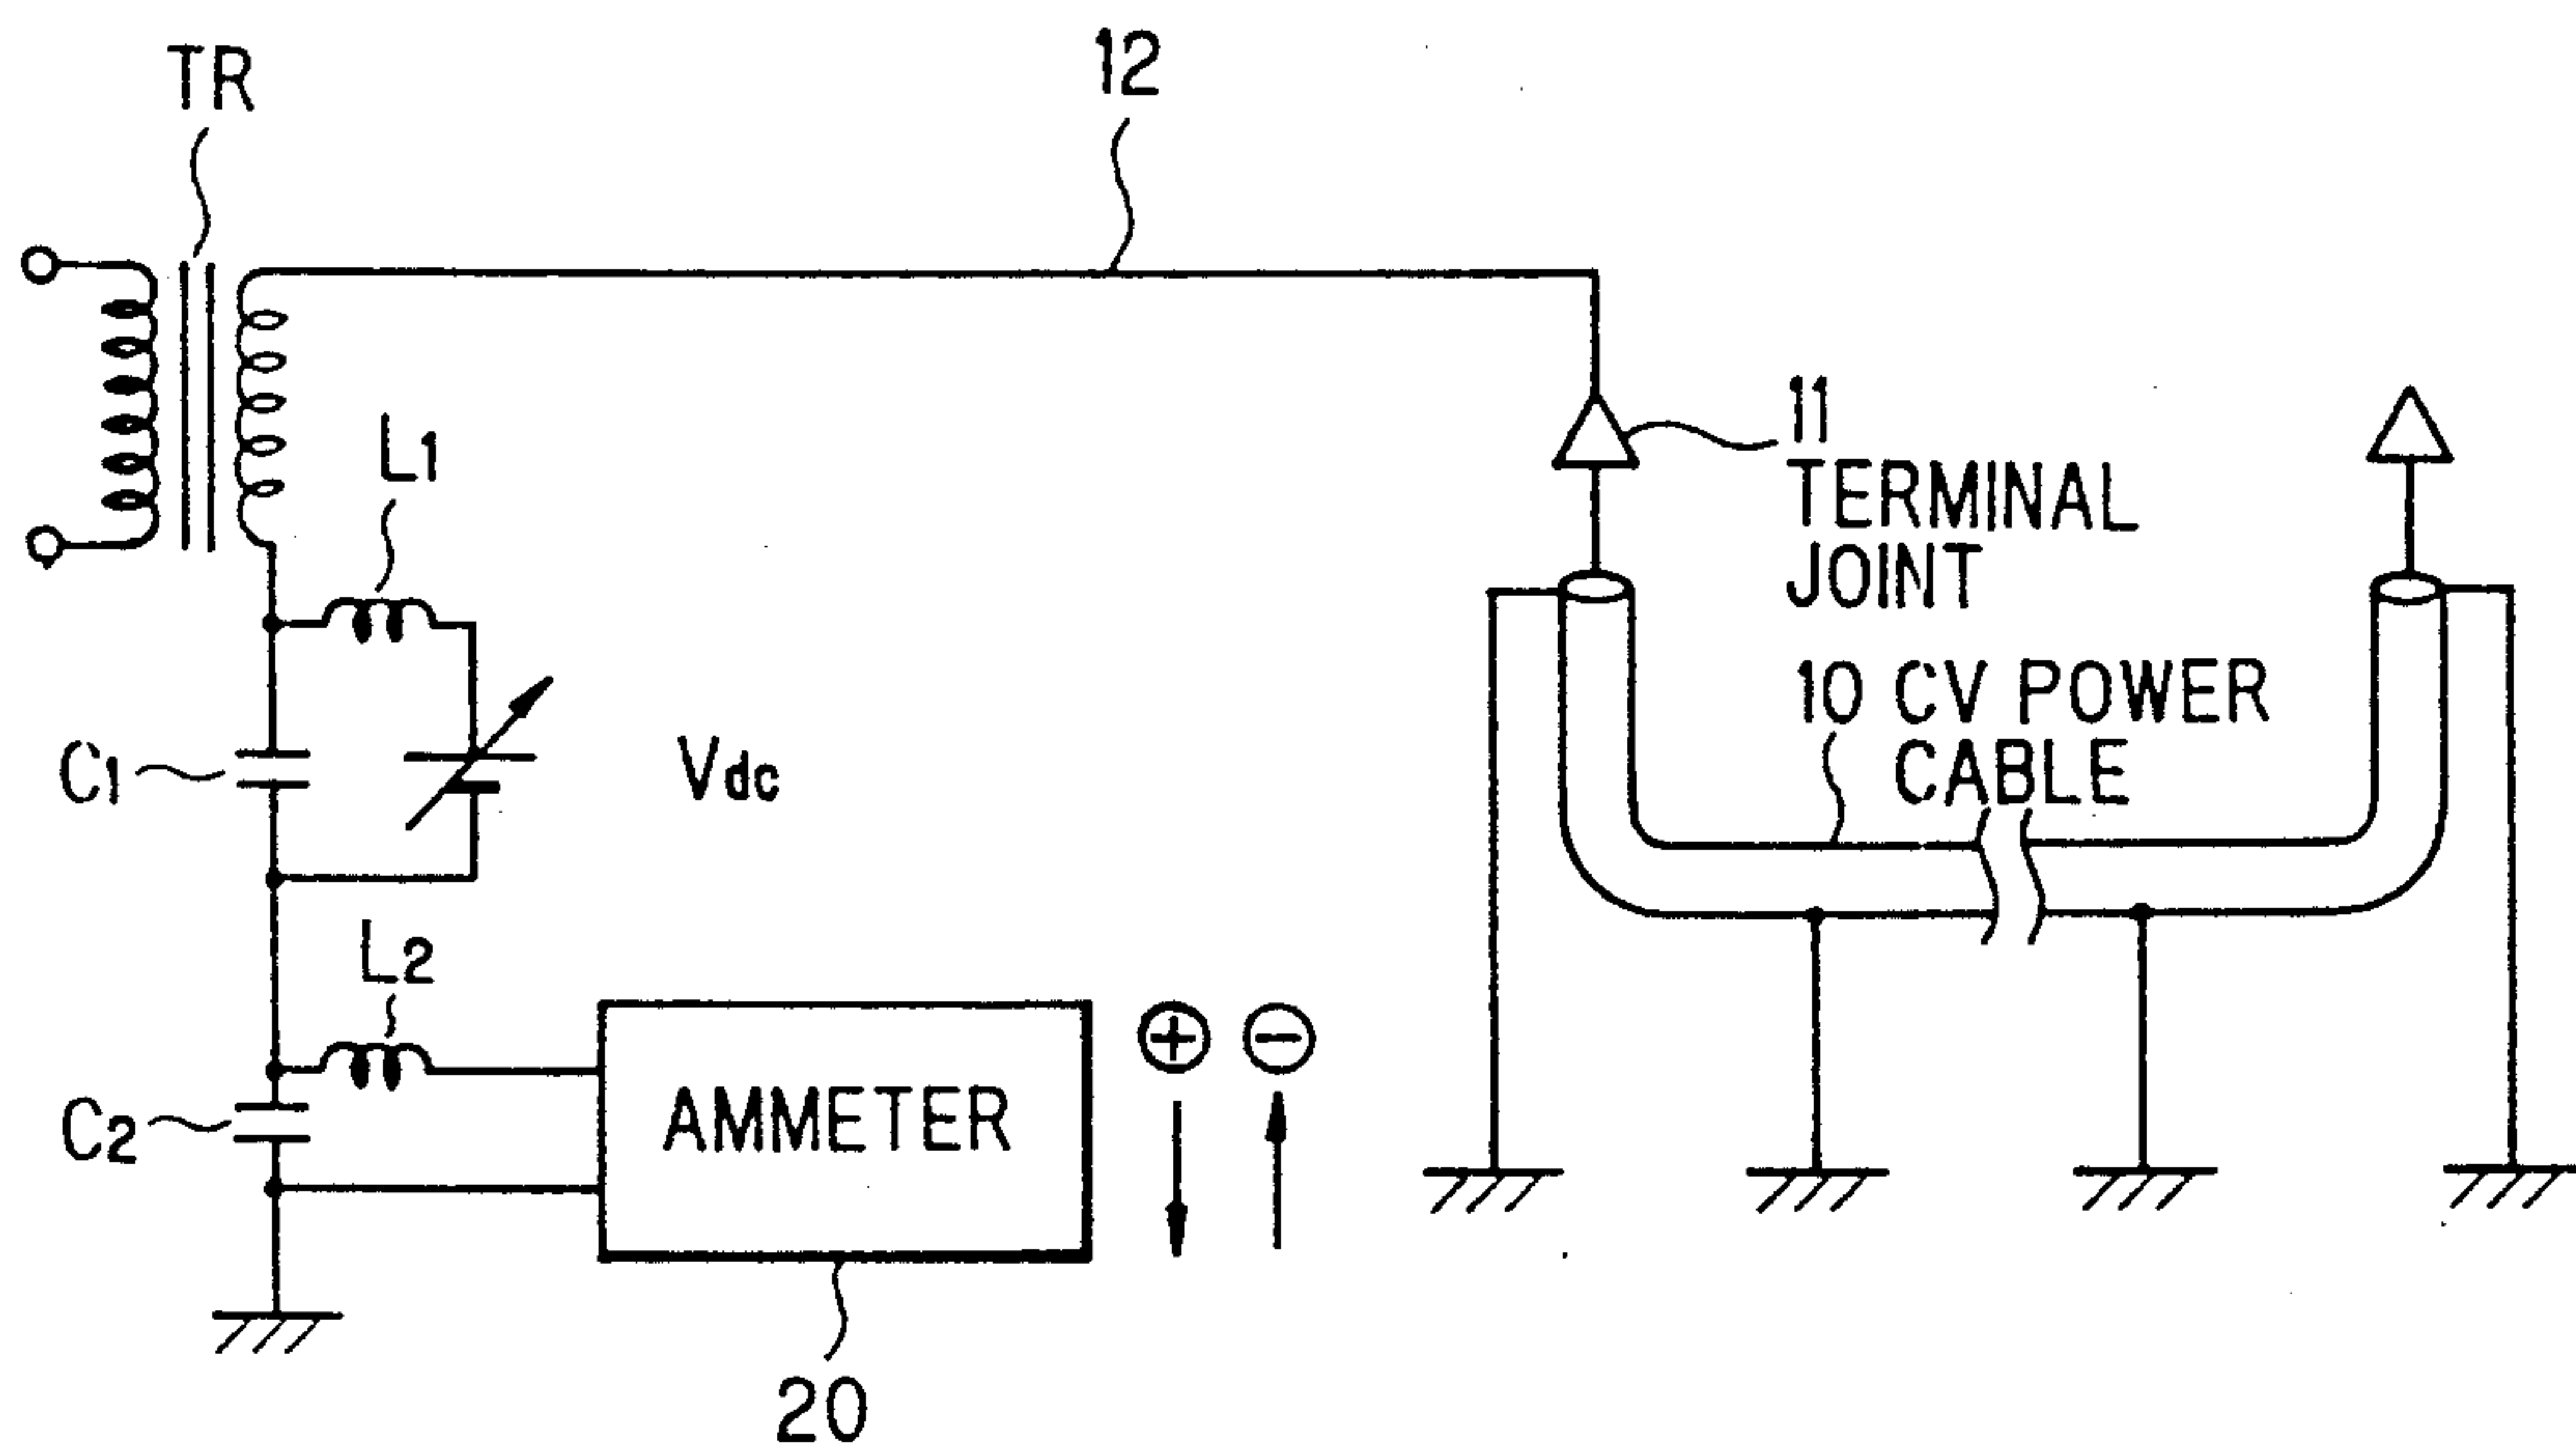 TR
12
L1
11
TERMINAL
JOINT
10 CV POWER
CABLE
C1
Vdc
L2
C2
AMMETER
⊕ ⊖
20